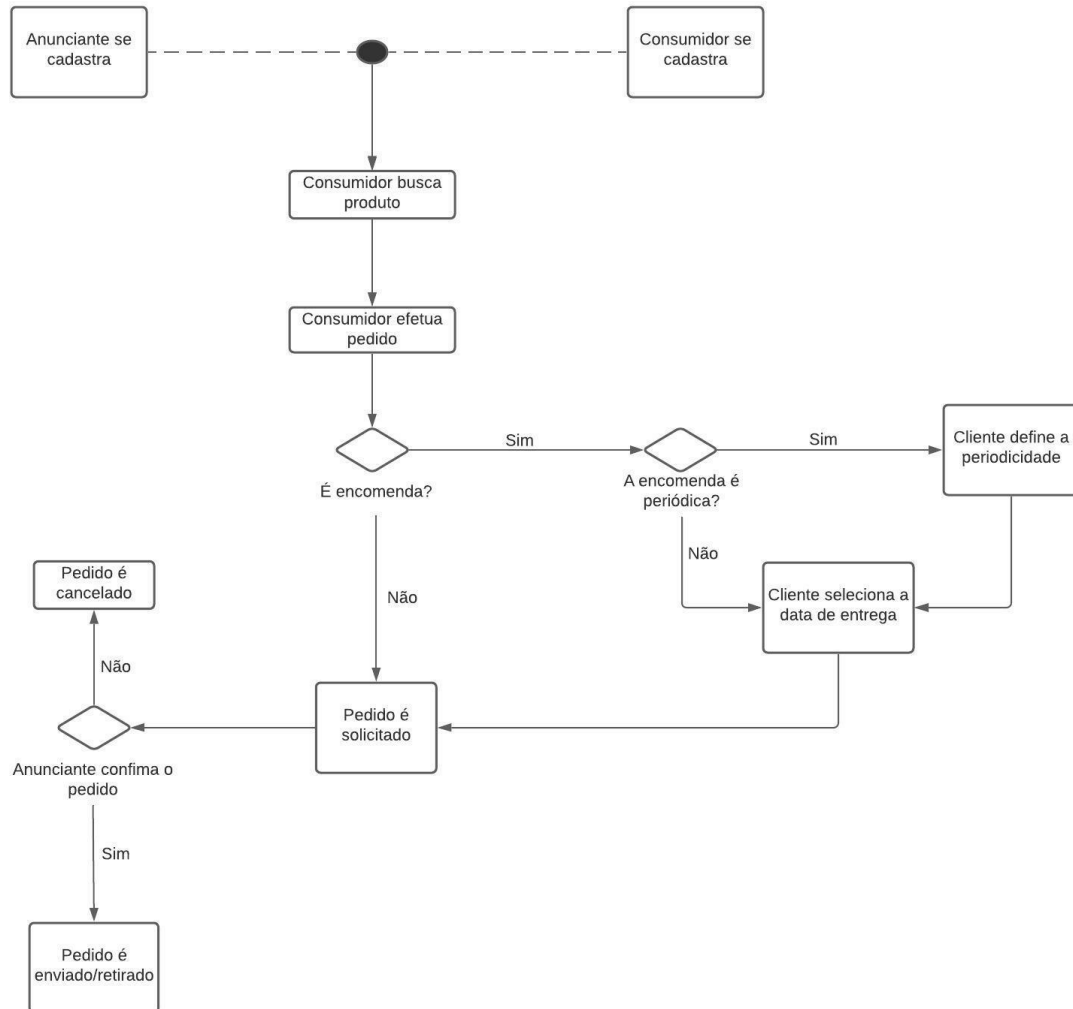 Anunciante se
cadastra
Consumidor se
cadastra
Consumidor busca
produto
Consumidor efetua
pedido
Sim
Sim
Cliente define a
periodicidade
É encomenda?
A encomenda é
periódica?
Não
Cliente seleciona a
data de entrega
Não
Pedido é
cancelado
Não
Pedido é
solicitado
Anunciante confima o
pedido
Sim
Pedido é
enviado/retirado